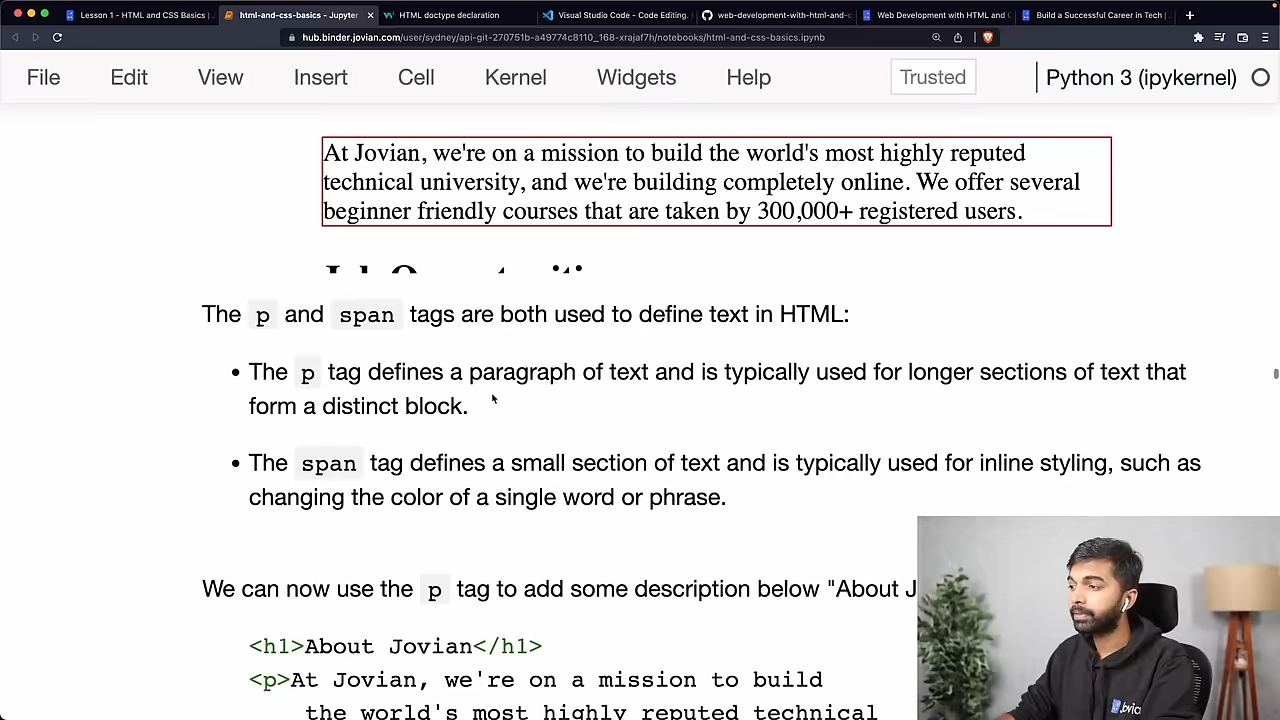 Lesson 1 - HTML and CSS Basics |
html-and-css-basics - Jupyter
HTML doctype declaration
Visual Studio Code - Code Editing.
web-development-with-html-and-c
Web Development with HTML and C
Build a Successful Career in Tech |
hub.binder.jovian.com/user/sydney/api-git-270751b-a49774c8110_168-xrajaf7h/notebooks/html-and-css-basics.ipynb
File Edit View Insert Cell Kernel Widgets Help Trusted Python 3 (ipykernel)
At Jovian, we're on a mission to build the world's most highly reputed
technical university, and we're building completely online. We offer several
beginner friendly courses that are taken by 300,000+ registered users.
The p and span tags are both used to define text in HTML:
• The p tag defines a paragraph of text and is typically used for longer sections of text that
form a distinct block.
• The span tag defines a small section of text and is typically used for inline styling, such as
changing the color of a single word or phrase.
We can now use the p tag to add some description below "About J
<h1>About Jovian</h1>
<p>At Jovian, we're on a mission to build
the world's most highly reputed technical